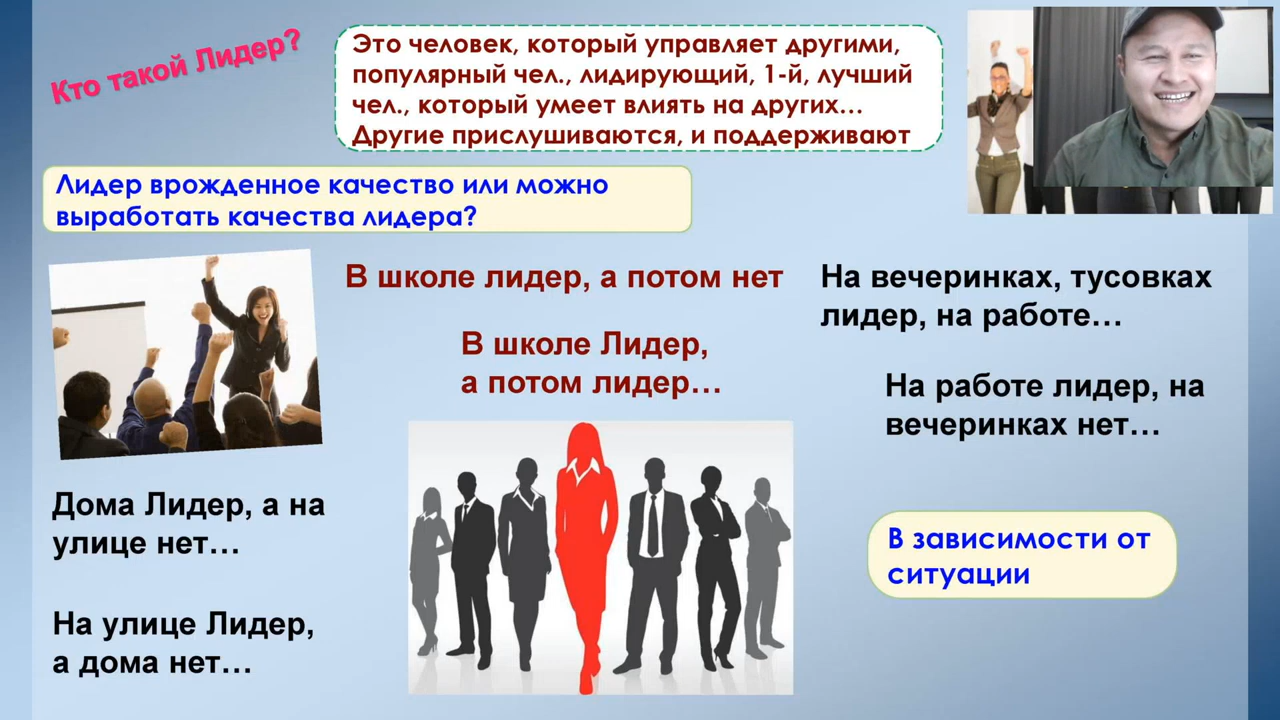 Кто такой Лидер?
Это человек, который управляет другими,
популярный чел., лидирующий, 1-й, лучший
чел., который умеет влиять на других...
Другие прислушиваются, и поддерживают
Лидер врожденное качество или можно
выработать качества лидера?
В школе лидер, а потом нет
В школе Лидер,
а потом лидер...
На вечеринках, тусовках
лидер, на работе...
На работе лидер, на
вечеринках нет...
Дома Лидер, а на
улице нет...
На улице Лидер,
а дома нет...
В зависимости от
ситуации